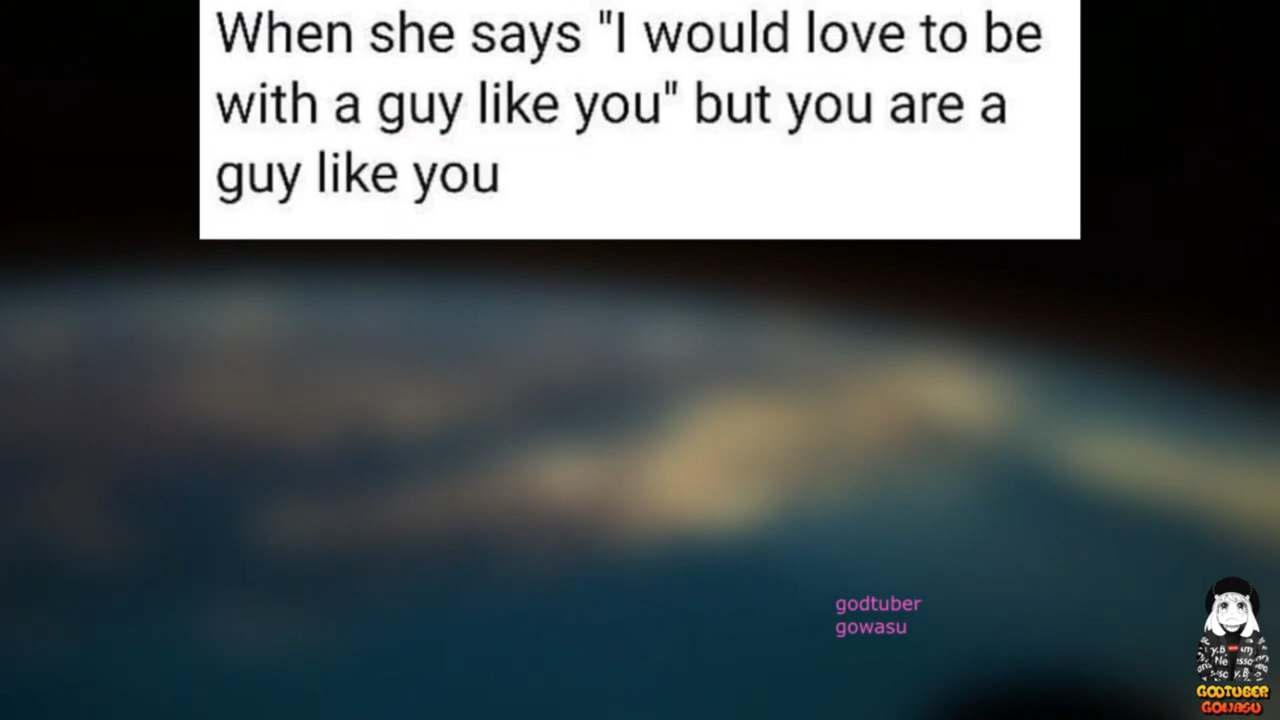 When she says "I would love to be
with a guy like you" but you are a
guy like you
godtuber
gowasu
GODTUBER
GOWASU